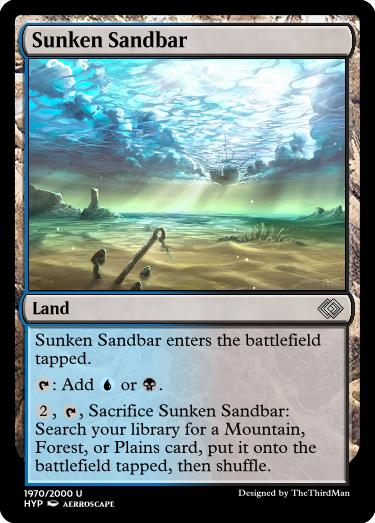 Sunken Sandbar
Land
Sunken Sandbar enters the battlefield
tapped.
: Add or .
2 , , Sacrifice Sunken Sandbar:
Search your library for a Mountain,
Forest, or Plains card, put it onto the
battlefield tapped, then shuffle.
1970/2000 U
HYP AERROSCAPE
Designed by TheThirdMan